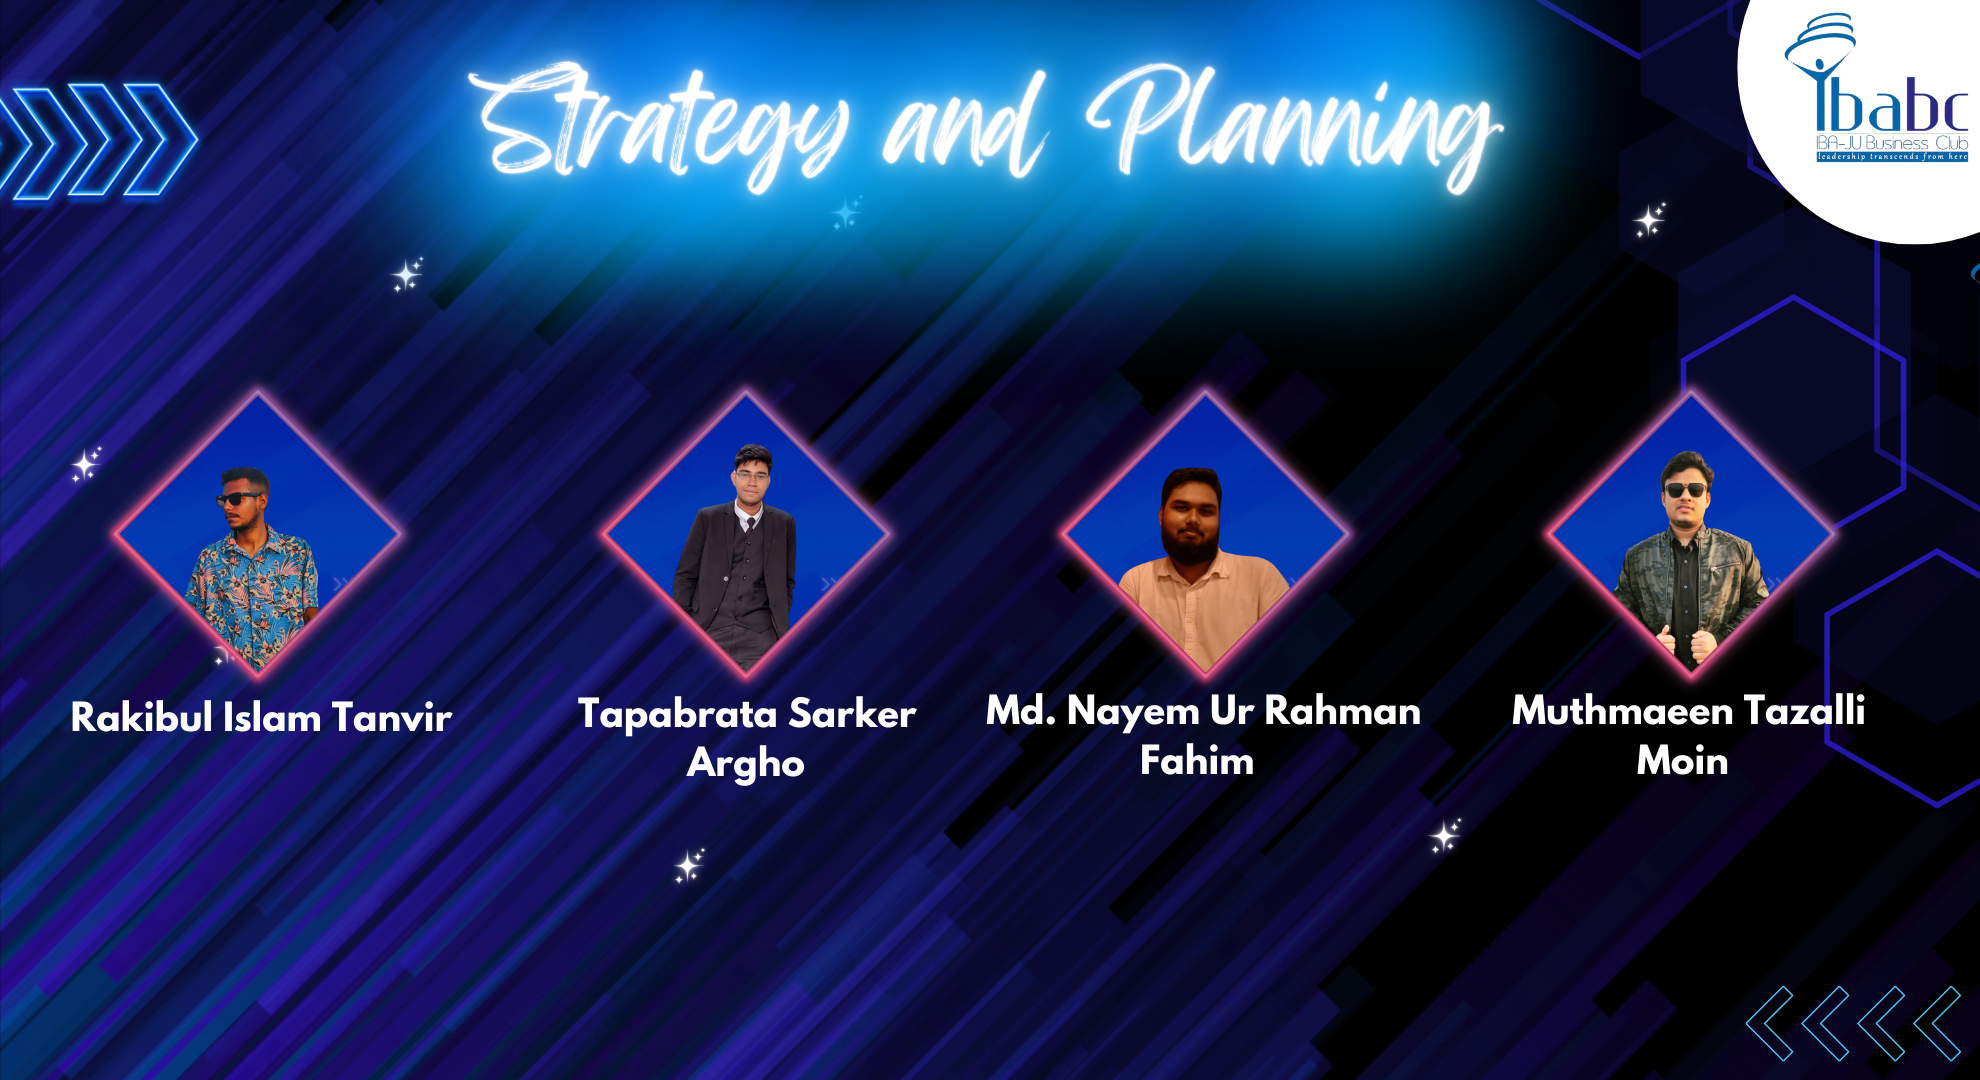 Strategy and Planning
ibabc
IBA-JU Business Club
leadership transcends from here
Rakibul Islam Tanvir
Tapabrata Sarker
Argho
Md. Nayem Ur Rahman
Fahim
Muthmaeen Tazalli
Moin